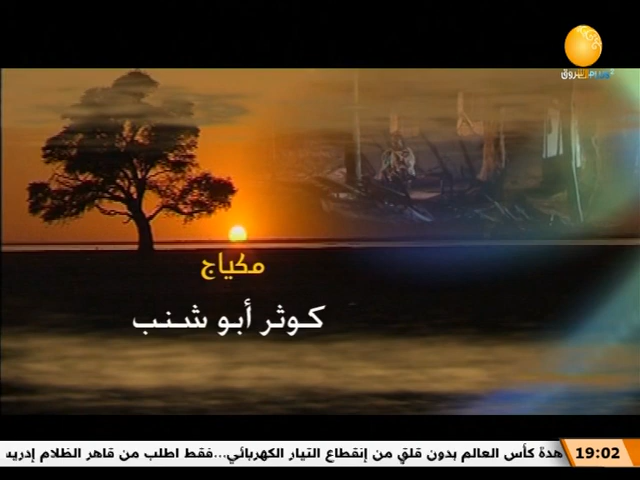 الشروق
مكياج
كوثر أبو شنب
هدة كأس العالم بدون قلق من إنقطاع التيار الكهربائي...فقط اطلب من قاهر الظلام إدريس
19:02